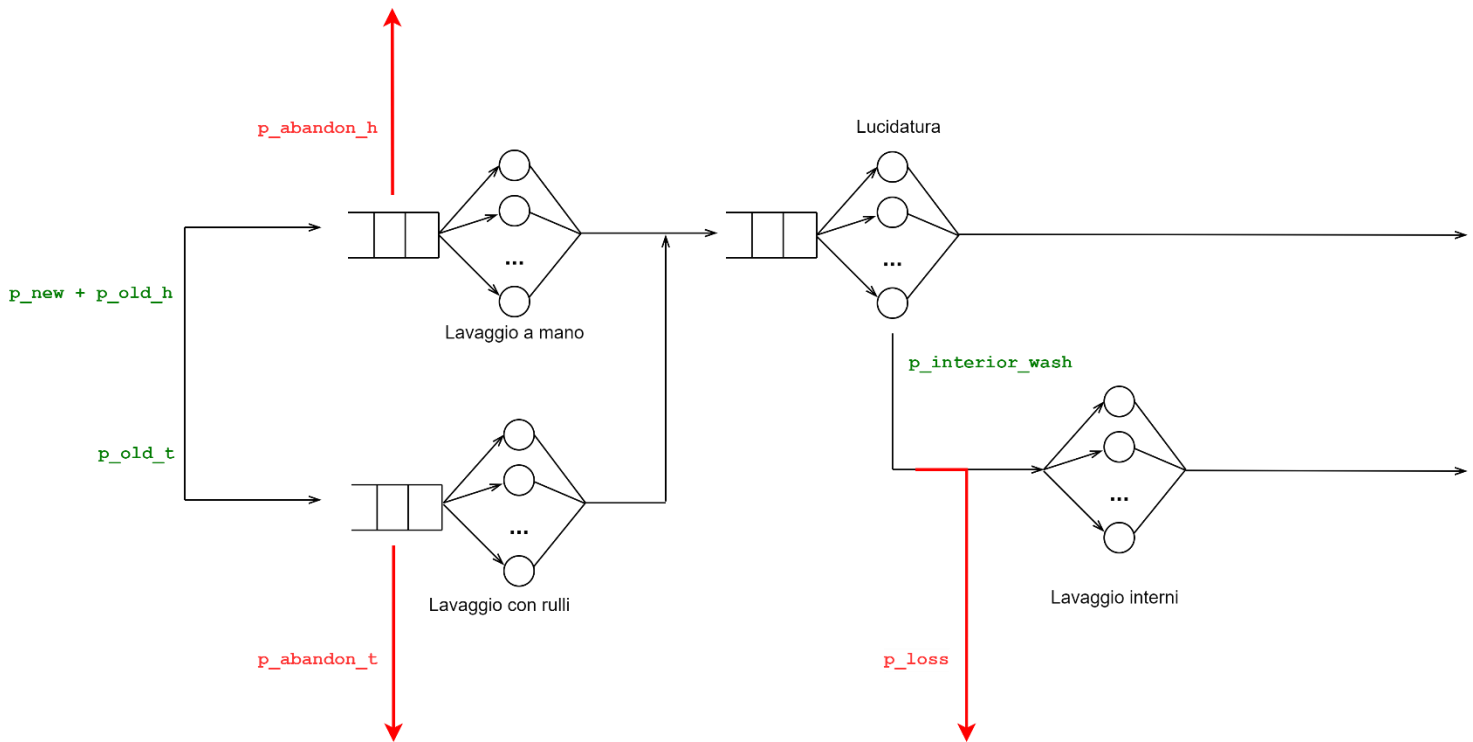 p_abandon_h
Lucidatura
...
...
p_new + p_old_h
Lavaggio a mano
p_interior_wash
p_old_t
...
...
Lavaggio interni
Lavaggio con rulli
p_abandon_t
p_loss